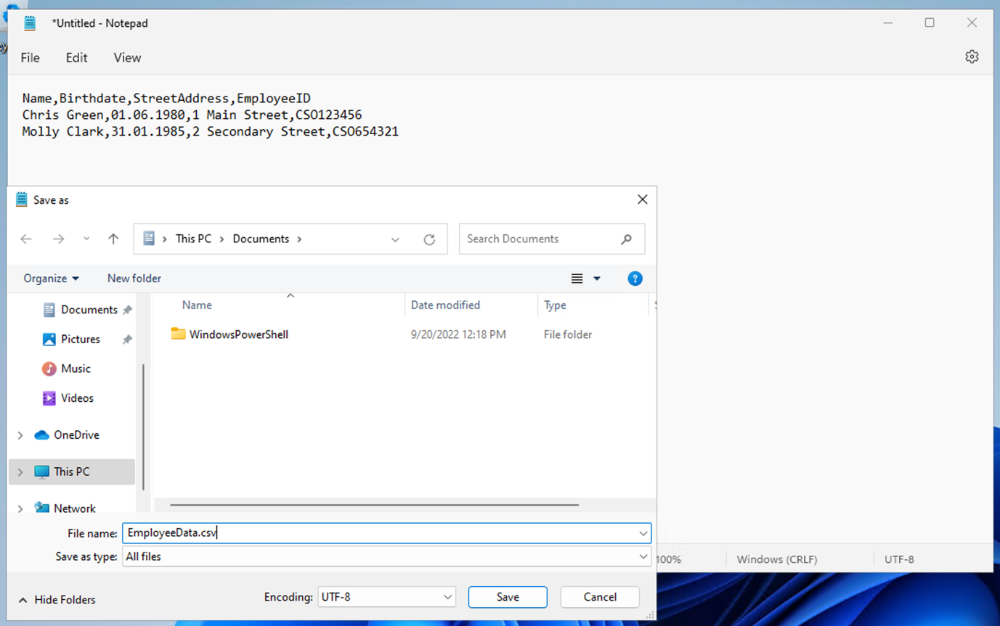 *Untitled - Notepad
File Edit View
Name,Birthdate,StreetAddress,EmployeeID
Chris Green,01.06.1980,1 Main Street,CSO123456
Molly Clark,31.01.1985,2 Secondary Street,CSO654321
Save as
This PC > Documents >
Search Documents
Organize New folder
Name Date modified Type
Documents
WindowsPowerShell 9/20/2022 12:18 PM File folder
Pictures
Music
Videos
OneDrive
This PC
Network
File name: EmployeeData.csv
Save as type: All files
100% Windows (CRLF) UTF-8
Hide Folders Encoding: UTF-8 Save Cancel